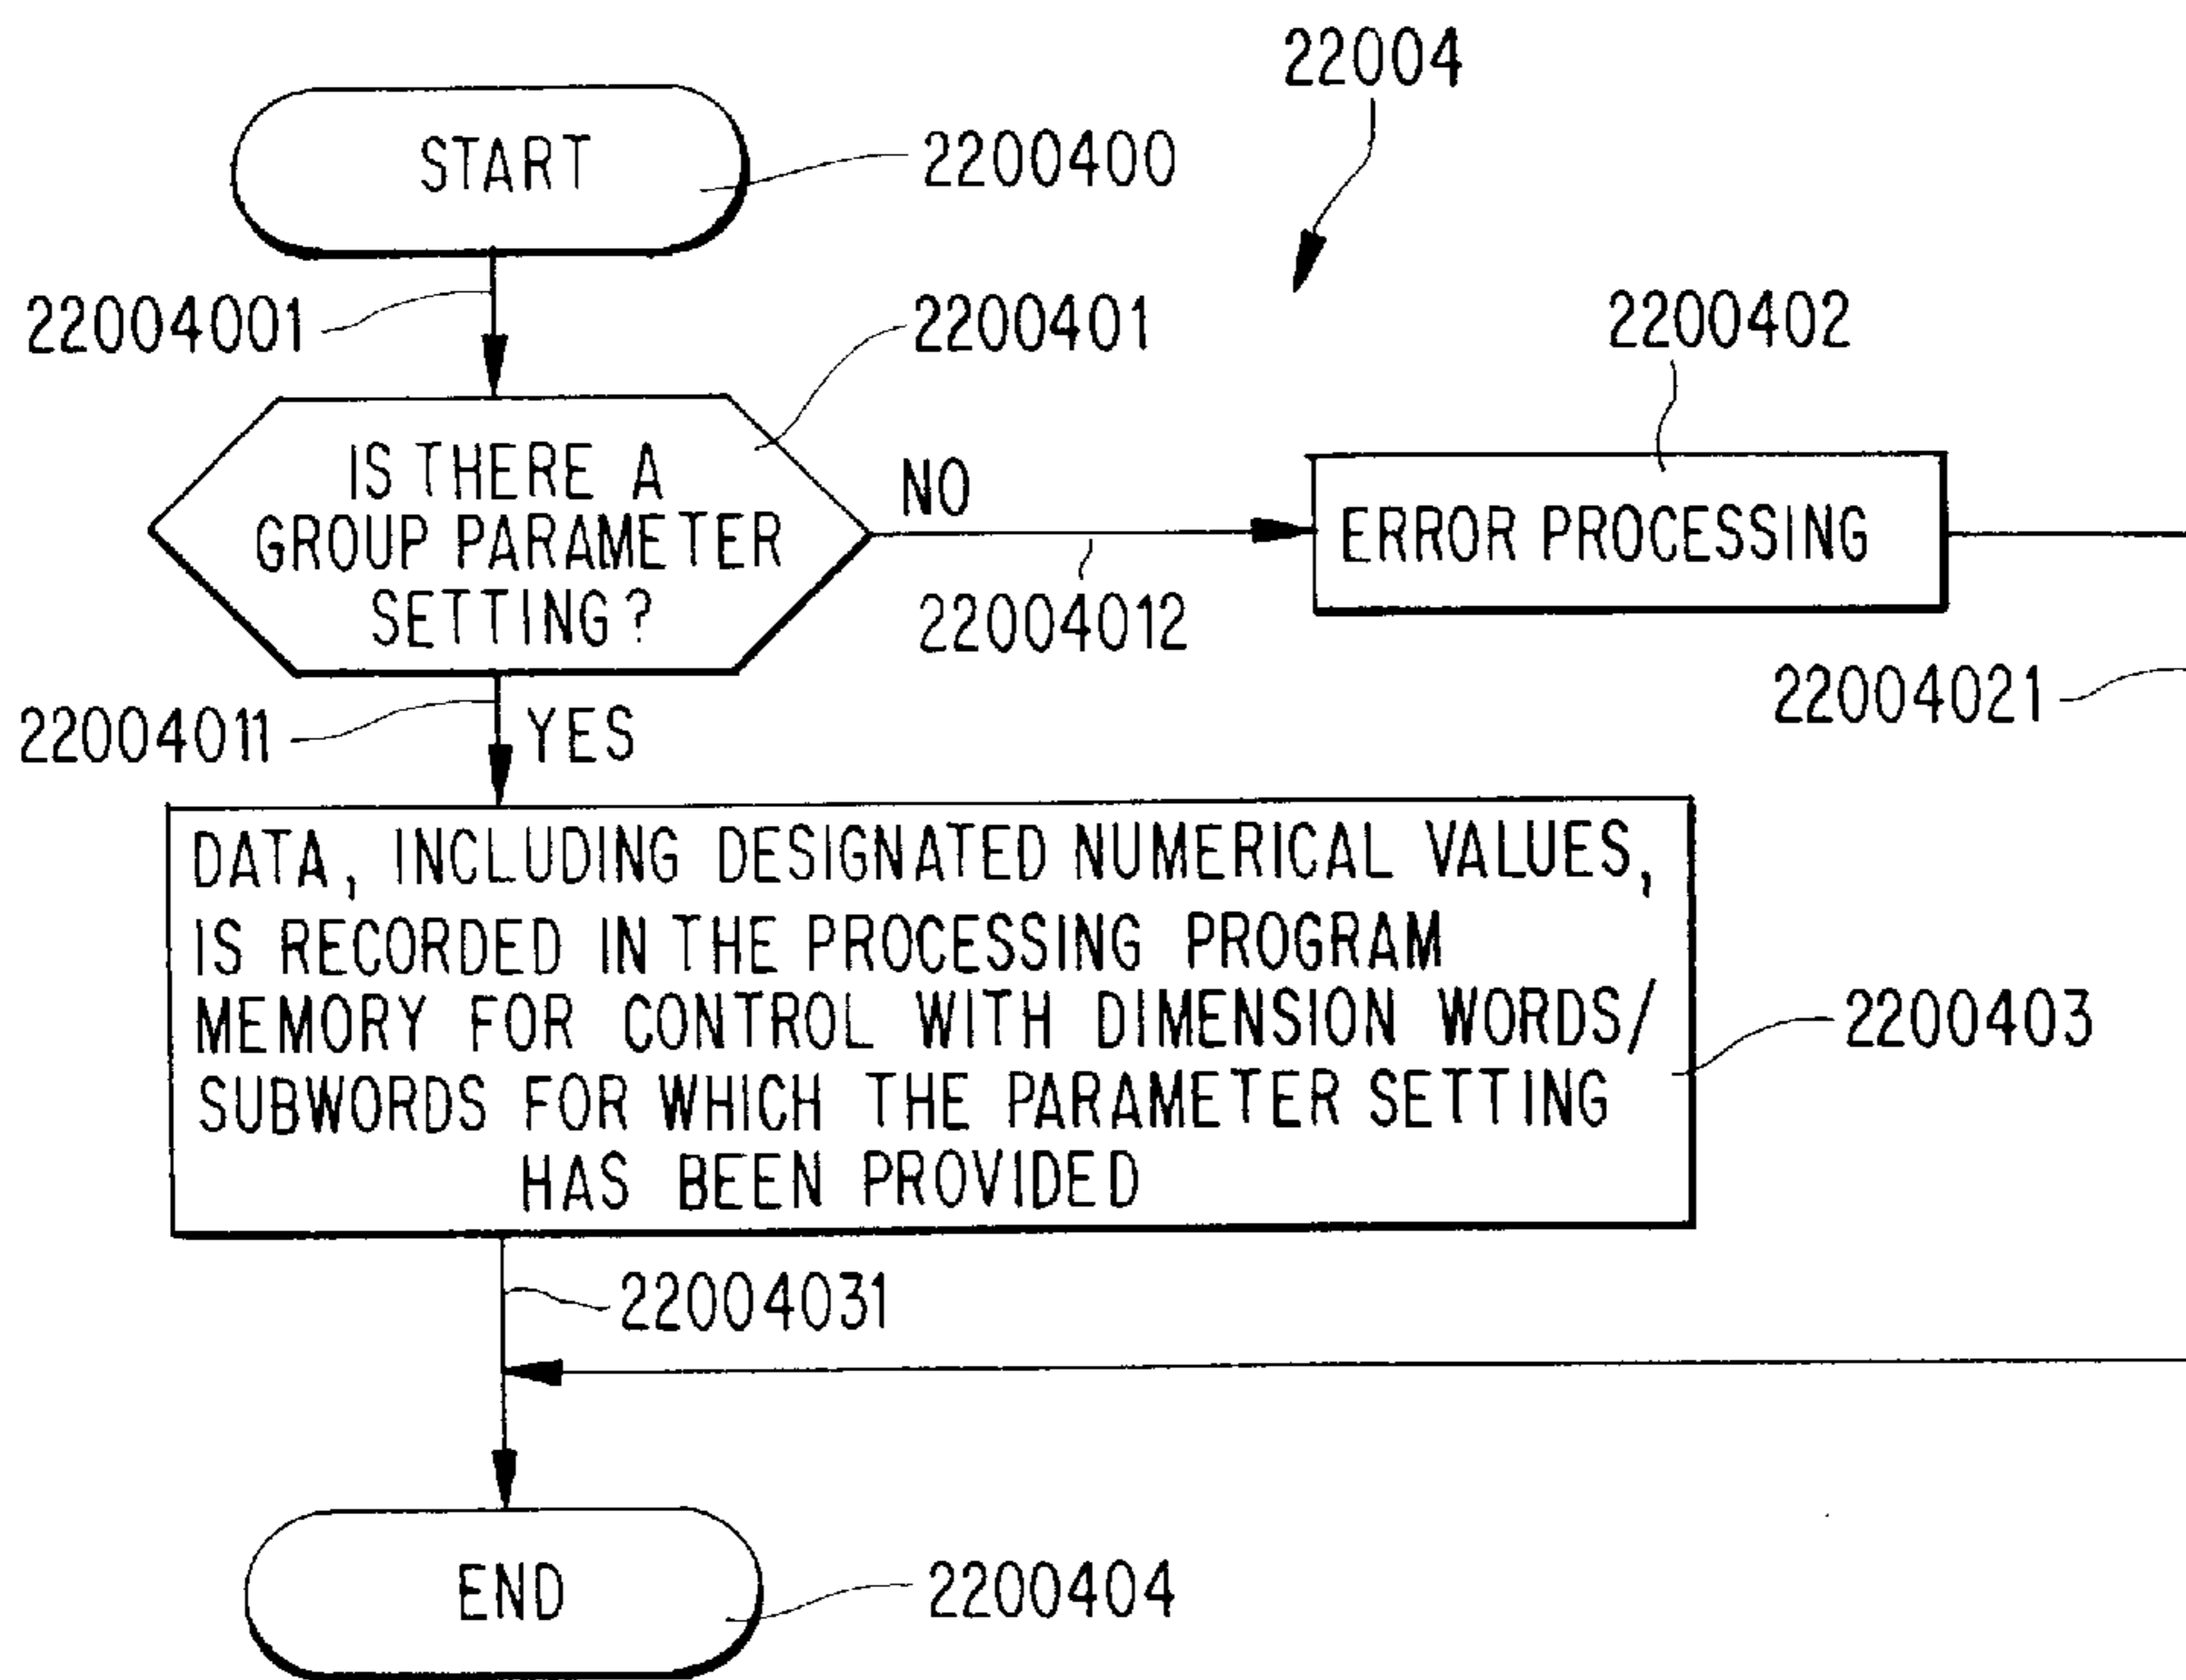 22004
START
2200400
22004001
2200401
2200402
IS THERE A
GROUP PARAMETER
SETTING?
NO
ERROR PROCESSING
22004012
22004021
22004011
YES
DATA, INCLUDING DESIGNATED NUMERICAL VALUES,
IS RECORDED IN THE PROCESSING PROGRAM
MEMORY FOR CONTROL WITH DIMENSION WORDS/
SUBWORDS FOR WHICH THE PARAMETER SETTING
HAS BEEN PROVIDED
2200403
22004031
END
2200404